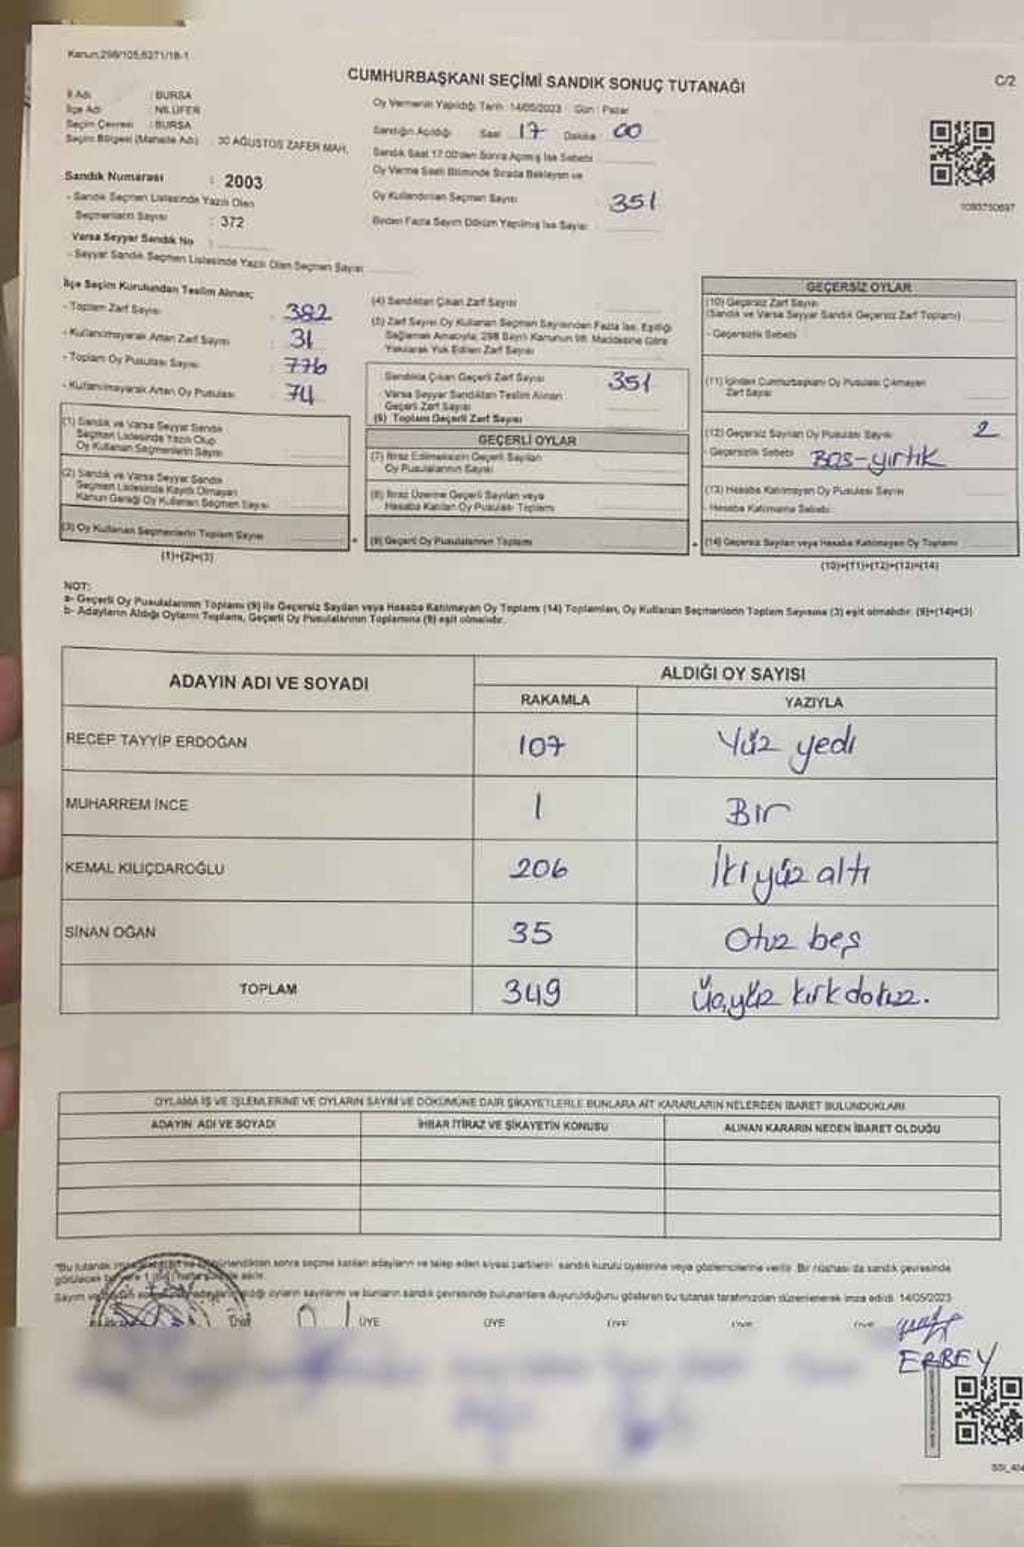 Kanun;298/105,6271/18-1
CUMHURBAŞKANI SEÇİMİ SANDIK SONUÇ TUTANAĞI
C/2
İl Adı : BURSA
İlçe Adı : NİLÜFER
Seçim Çevresi : BURSA
Seçim Bölgesi (Mahalle Adı) : 30 AĞUSTOS ZAFER MAH.
Oy Vermenin Yapıldığı Tarih : 14/05/2023 Gün : Pazar
Sandığın Açıldığı Saat 17 Dakika 00
Sandık Saat 17.00'den Sonra Açılmış İse Sebebi
Oy Verme Saati Bitiminde Sırada Bekleyen ve
Oy Kullandırılan Seçmen Sayısı 351
Birden Fazla Sayım Döküm Yapılmış İse Sayısı
1093750697
Sandık Numarası : 2003
- Sandık Seçmen Listesinde Yazılı Olan
Seçmenlerin Sayısı : 372
Varsa Seyyar Sandık No :
- Seyyar Sandık Seçmen Listesinde Yazılı Olan Seçmen Sayısı
İlçe Seçim Kurulundan Teslim Alınan;
- Toplam Zarf Sayısı 382
- Kullanılmayarak Artan Zarf Sayısı 31
- Toplam Oy Pusulası Sayısı 776
- Kullanılmayarak Artan Oy Pusulası 74
(1) Sandık ve Varsa Seyyar Sandık
Seçmen Listesinde Yazılı Olup
Oy Kullanan Seçmenlerin Sayısı
(2) Sandık ve Varsa Seyyar Sandık
Seçmen Listesinde Kayıtlı Olmayan
Kanun Gereği Oy Kullanan Seçmen Sayısı
(3) Oy Kullanan Seçmenlerin Toplam Sayısı
(1)+(2)=(3)
(4) Sandıktan Çıkan Zarf Sayısı
(5) Zarf Sayısı Oy Kullanan Seçmen Sayısından Fazla İse, Eşitliği
Sağlamak Amacıyla, 298 Sayılı Kanunun 98. Maddesine Göre
Yakılarak Yok Edilen Zarf Sayısı
Sandıkta Çıkan Geçerli Zarf Sayısı 351
Varsa Seyyar Sandıktan Teslim Alınan
Geçerli Zarf Sayısı
(6) Toplam Geçerli Zarf Sayısı
GEÇERLİ OYLAR
(7) İtiraz Edilmeksizin Geçerli Sayılan
Oy Pusulalarının Sayısı
(8) İtiraz Üzerine Geçerli Sayılan veya
Hesaba Katılan Oy Pusulası Toplamı
(9) Geçerli Oy Pusulalarının Toplamı
GEÇERSİZ OYLAR
(10) Geçersiz Zarf Sayısı
(Sandık ve Varsa Seyyar Sandık Geçersiz Zarf Toplamı)
- Geçersizlik Sebebi
(11) İçinden Cumhurbaşkanı Oy Pusulası Çıkmayan
Zarf Sayısı
(12) Geçersiz Sayılan Oy Pusulası Sayısı 2
- Geçersizlik Sebebi Boş-yırtık
(13) Hesaba Katılmayan Oy Pusulası Sayısı
- Hesaba Katılmama Sebebi
(14) Geçersiz Sayılan veya Hesaba Katılmayan Oy Toplamı
(10)+(11)+(12)+(13)=(14)
NOT:
a- Geçerli Oy Pusulalarının Toplamı (9) ile Geçersiz Sayılan veya Hesaba Katılmayan Oy Toplamı (14) Toplamları, Oy Kullanan Seçmenlerin Toplam Sayısına (3) eşit olmalıdır. (9)+(14)=(3)
b- Adayların Aldığı Oyların Toplamı, Geçerli Oy Pusulalarının Toplamına (9) eşit olmalıdır.
ADAYIN ADI VE SOYADI
ALDIĞI OY SAYISI
RAKAMLA YAZIYLA
RECEP TAYYİP ERDOĞAN 107 Yüz yedı
MUHARREM İNCE 1 Bır
KEMAL KILIÇDAROĞLU 206 İkı yüz altı
SİNAN OĞAN 35 Otuz beş
TOPLAM 349 Üçyüz kırk dokuz.
OYLAMA İŞ VE İŞLEMLERİNE VE OYLARIN SAYIM VE DÖKÜMÜNE DAİR ŞİKAYETLERLE BUNLARA AİT KARARLARIN NELERDEN İBARET BULUNDUKLARI
ADAYIN ADI VE SOYADI İHBAR İTİRAZ VE ŞİKAYETİN KONUSU ALINAN KARARIN NEDEN İBARET OLDUĞU
*Bu tutanak sonra seçime katılan adayların ve talep eden siyasi partilerin sandık kurulu üyelerine veya gözlemcilerine verilir. Bir nüshası da sandık çevresinde
görülecek bir yere asılır.
Sayım ve oyların sayılarını ve bunların sandık çevresinde bulunanlara duyurulduğunu gösteren bu tutanak tarafımızdan düzenlenerek imza edildi. 14/05/2023
ÜYE ÜYE ÜYE ÜYE ÜYE
ERBEY